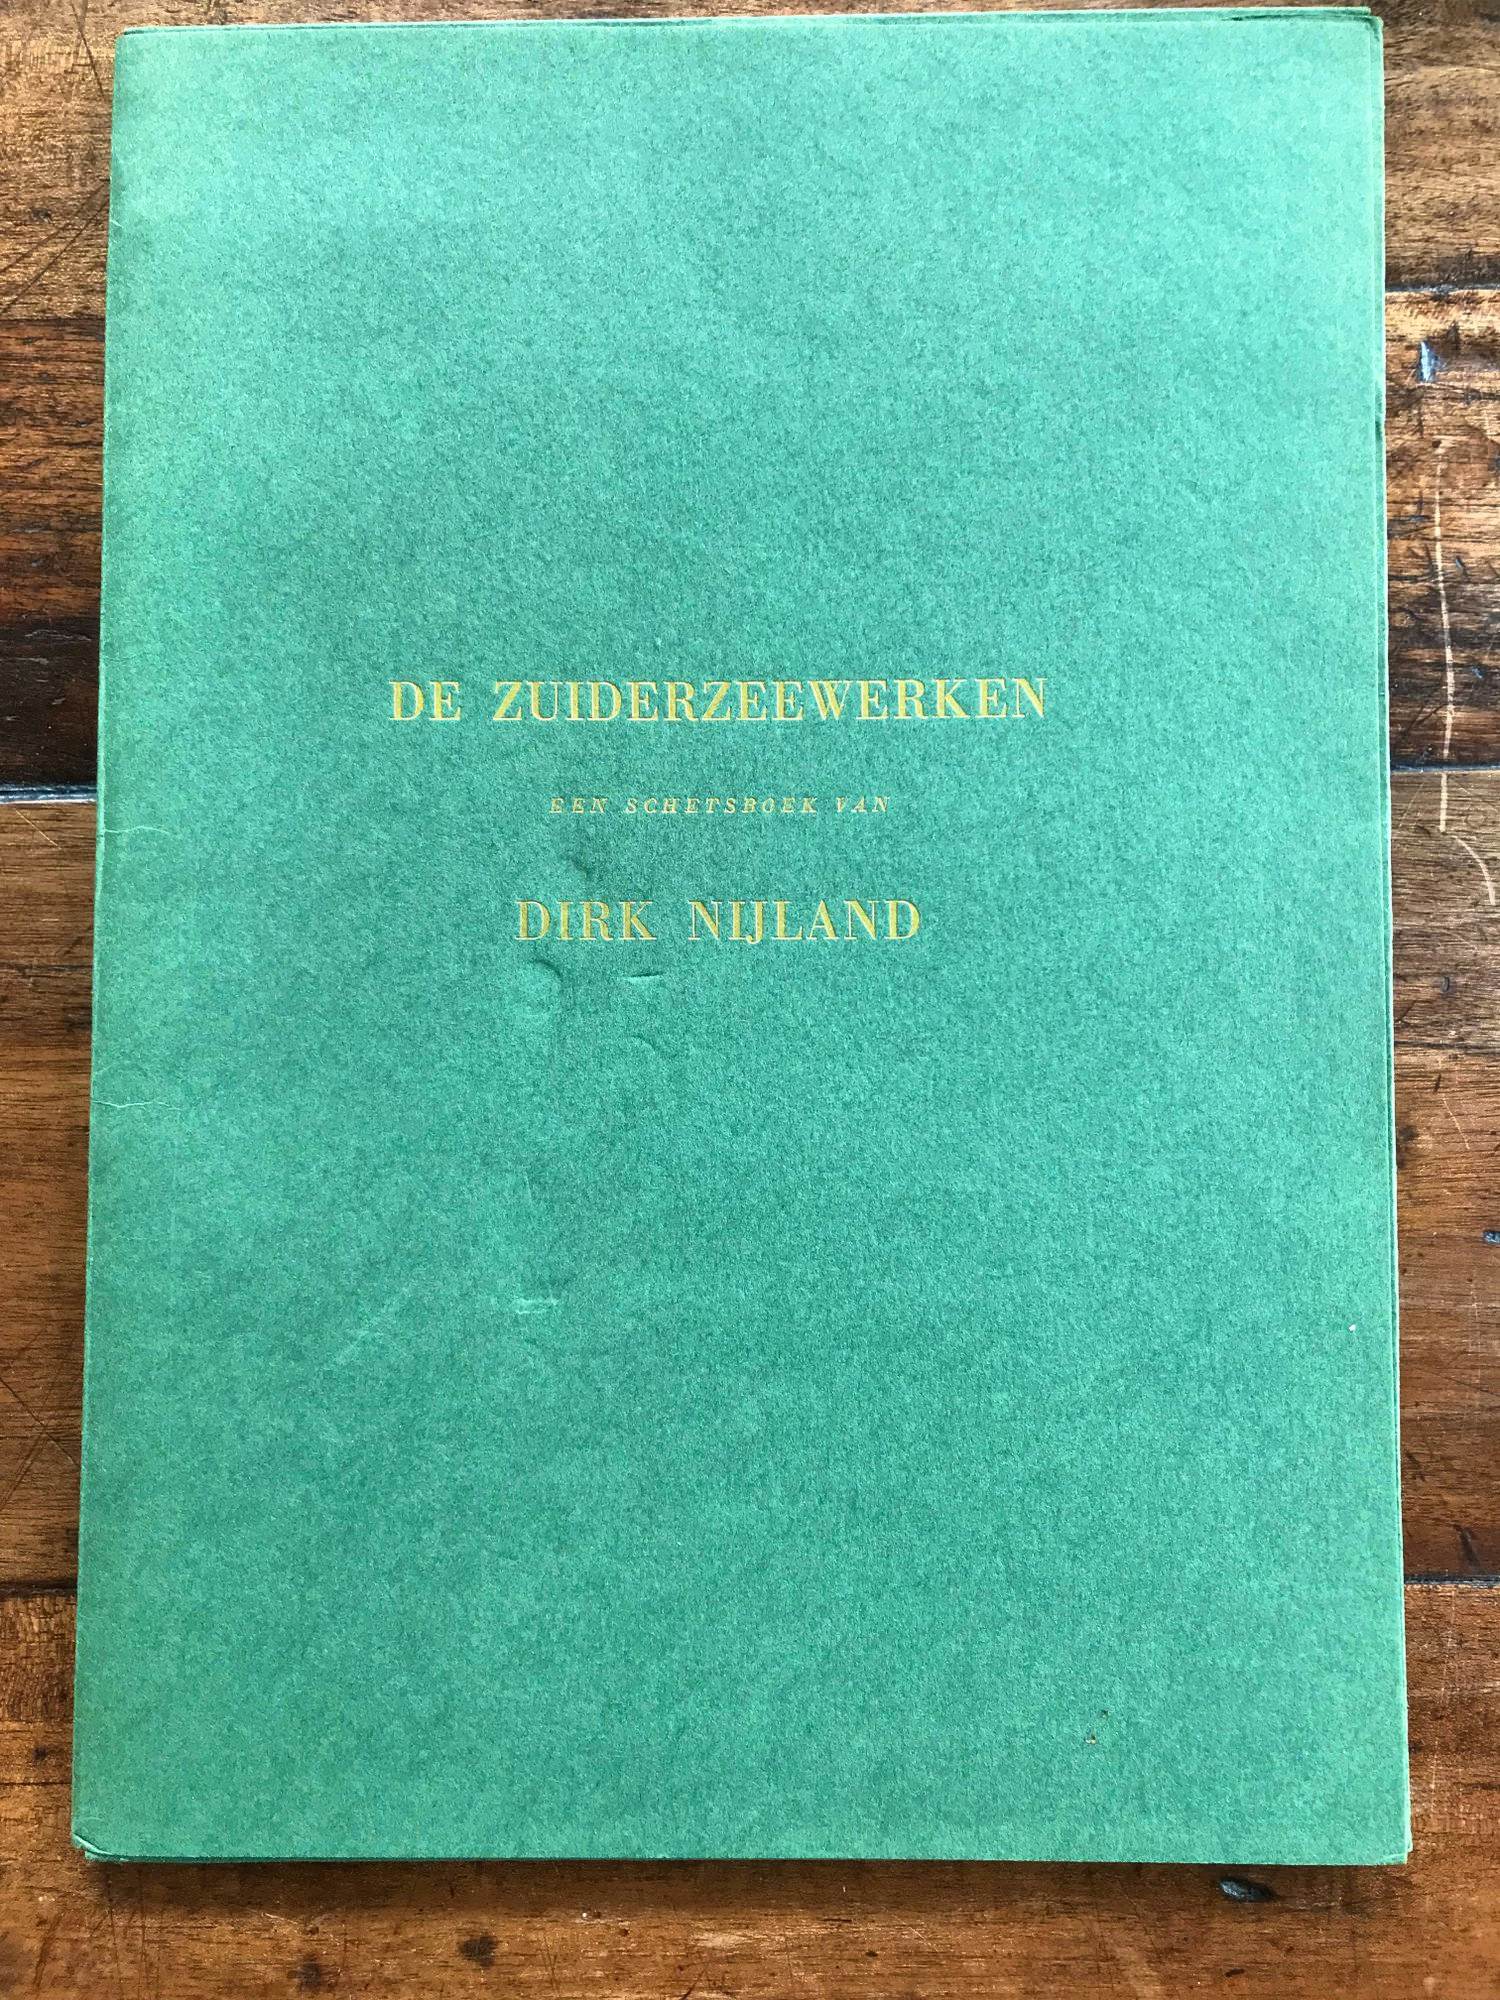 DE ZUIDERZEEWERKEN
EEN SCHETSBOEK VAN
DIRK NIJLAND